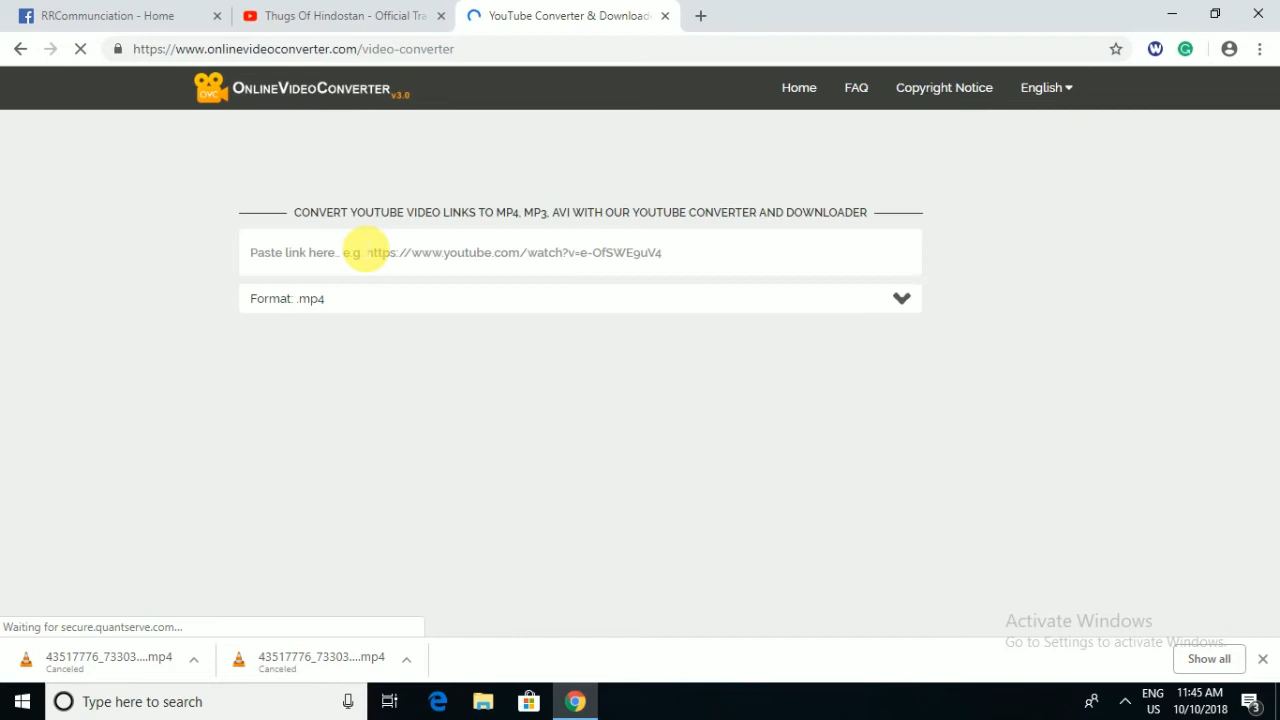 RRCommunciation - Home
Thugs Of Hindostan - Official Tra
YouTube Converter & Download
https://www.onlinevideoconverter.com/video-converter
OVC OnlineVideoConverter v3.0
Home
FAQ
Copyright Notice
English
CONVERT YOUTUBE VIDEO LINKS TO MP4, MP3, AVI WITH OUR YOUTUBE CONVERTER AND DOWNLOADER
Paste link here... e.g. https://www.youtube.com/watch?v=e-OfSWE9uV4
Format: .mp4
Waiting for secure.quantserve.com...
Activate Windows
Go to Settings to activate Windows.
43517776_73303....mp4
Canceled
43517776_73303....mp4
Canceled
Show all
Type here to search
ENG
US
11:45 AM
10/10/2018
3